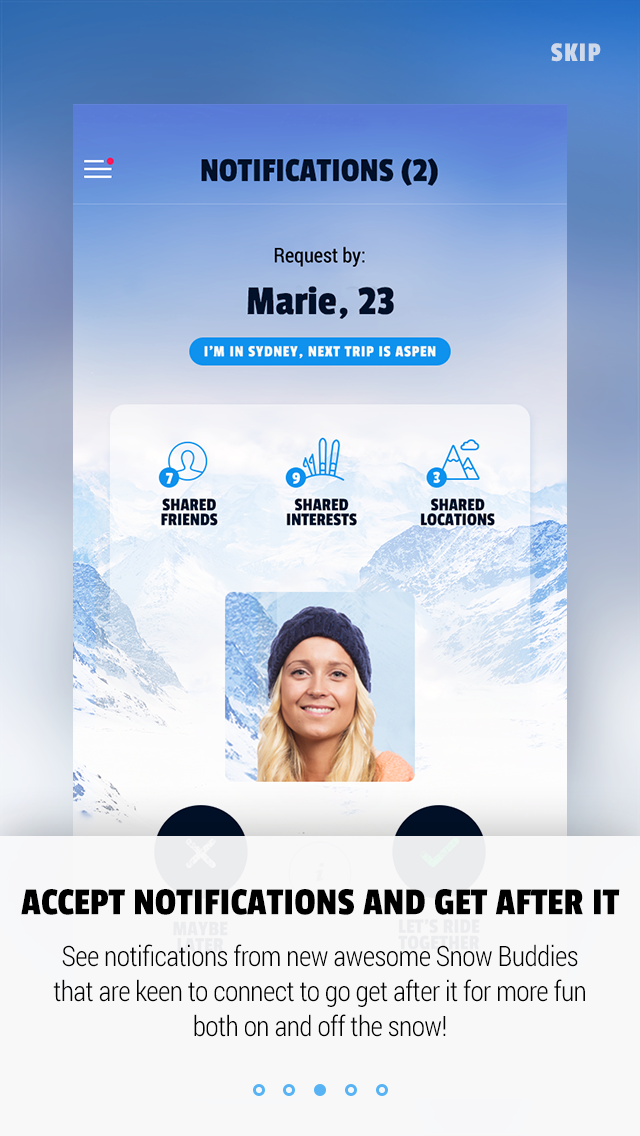 SKIP
NOTIFICATIONS (2)
Request by:
Marie, 23
I'M IN SYDNEY, NEXT TRIP IS ASPEN
7
9
3
SHARED
FRIENDS
SHARED
INTERESTS
SHARED
LOCATIONS
ACCEPT NOTIFICATIONS AND GET AFTER IT
MAYBE
LATER
LET'S RIDE
TOGETHER
See notifications from new awesome Snow Buddies
that are keen to connect to go get after it for more fun
both on and off the snow!